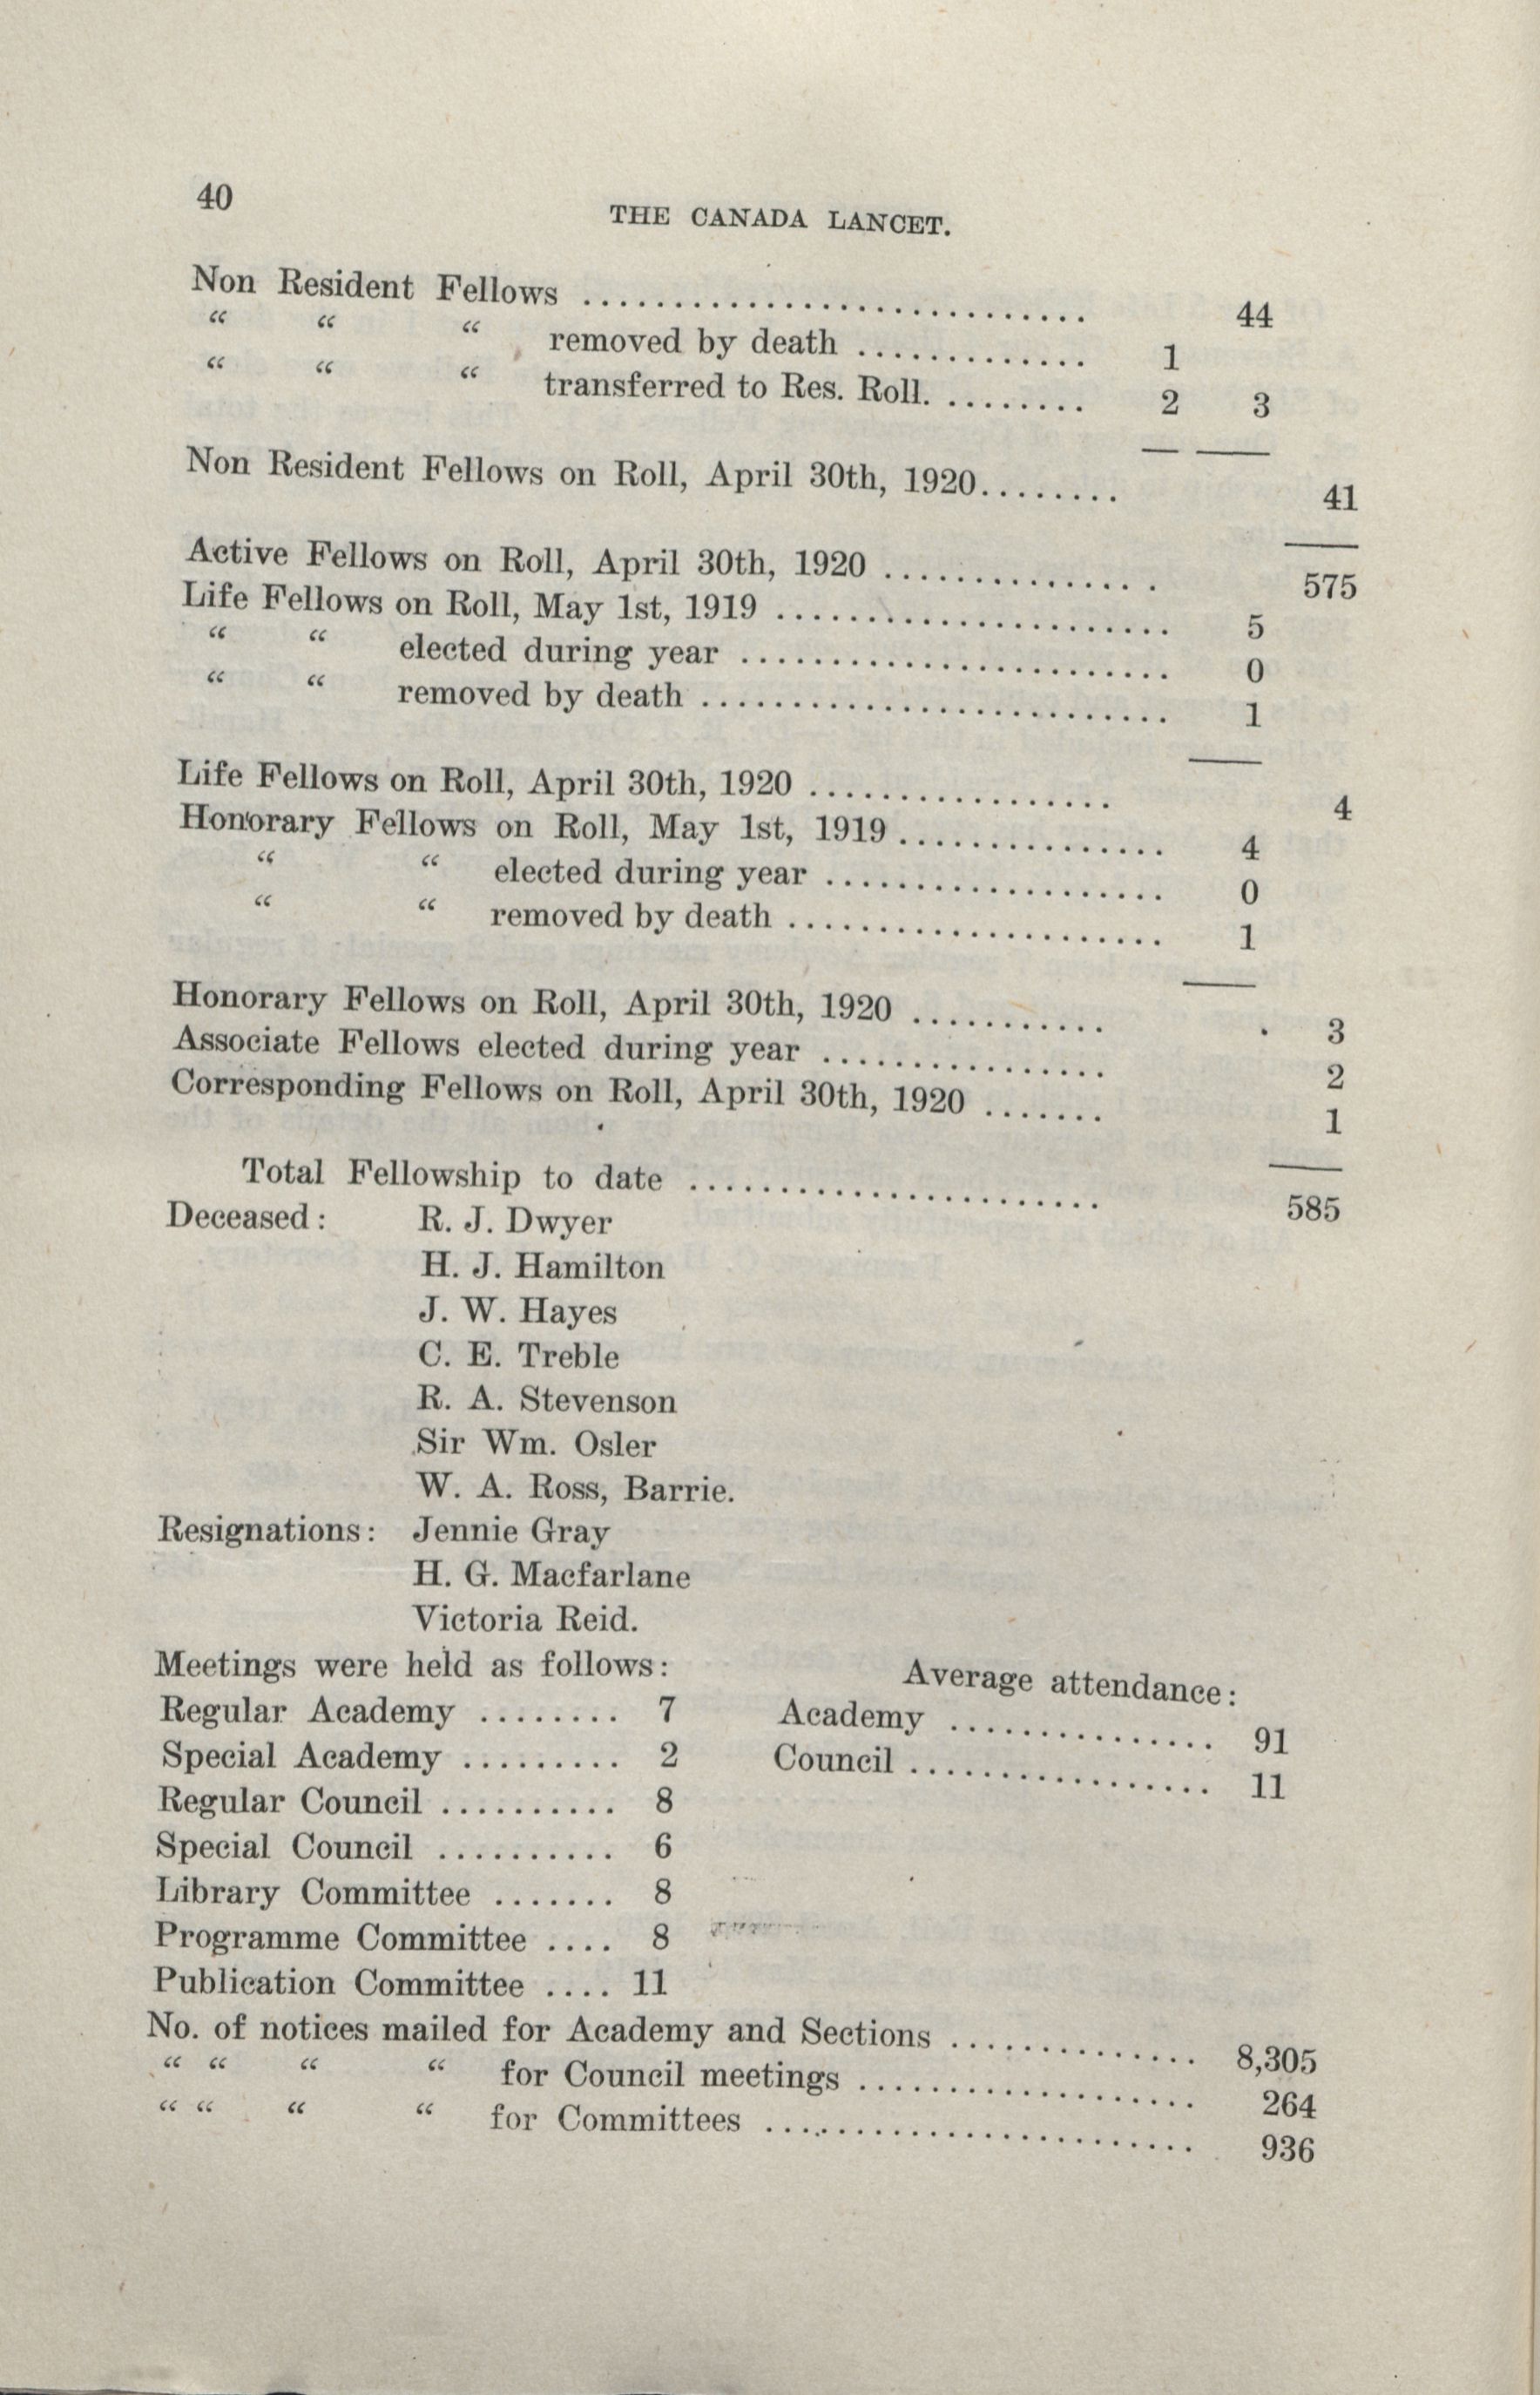 40
THE CANADA LANCET.
Non Resident Fellows ............................ 44
“ “ “ removed by death ............. 1
“ “ “ transferred to Res. Roll. ........ 2 3
Non Resident Fellows on Roll, April 30th, 1920........ 41
Active Fellows on Roll, April 30th, 1920 ............... 575
Life Fellows on Roll, May 1st, 1919 ...................... 5
“ “ elected during year ........................ 0
“ “ removed by death .......................... 1
Life Fellows on Roll, April 30th, 1920 ................. 4
Honorary Fellows on Roll, May 1st, 1919 ............... 4
“ “ elected during year ................... 0
“ “ removed by death ..................... 1
Honorary Fellows on Roll, April 30th, 1920 ........... 3
Associate Fellows elected during year ................ 2
Corresponding Fellows on Roll, April 30th, 1920 ....... 1
Total Fellowship to date ....................... 585
Deceased: R. J. Dwyer
H. J. Hamilton
J. W. Hayes
C. E. Treble
R. A. Stevenson
Sir Wm. Osler
W. A. Ross, Barrie.
Resignations: Jennie Gray
H. G. Macfarlane
Victoria Reid.
Meetings were held as follows: Average attendance:
Regular Academy ........ 7 Academy ............... 91
Special Academy ......... 2 Council ................. 11
Regular Council .......... 8
Special Council .......... 6
Library Committee ....... 8
Programme Committee .... 8
Publication Committee .... 11
No. of notices mailed for Academy and Sections .............. 8,305
“ “ “ “ for Council meetings ................... 264
“ “ “ “ for Committees ........................ 936